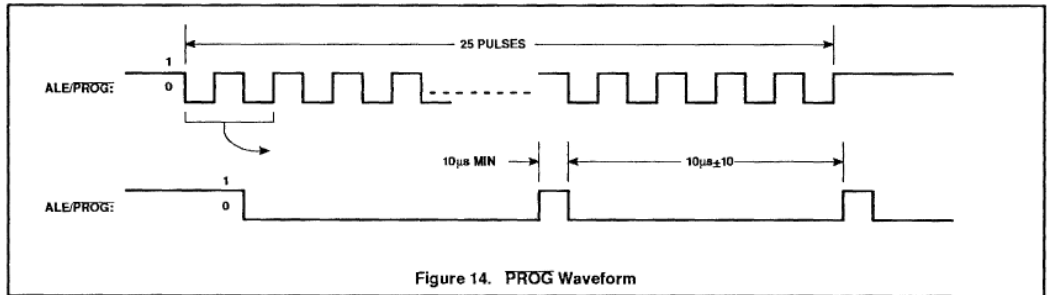 25 PULSES
1
ALE/PROG: 0
10µs MIN
10µs±10
1
ALE/PROG: 0
Figure 14. PROG Waveform